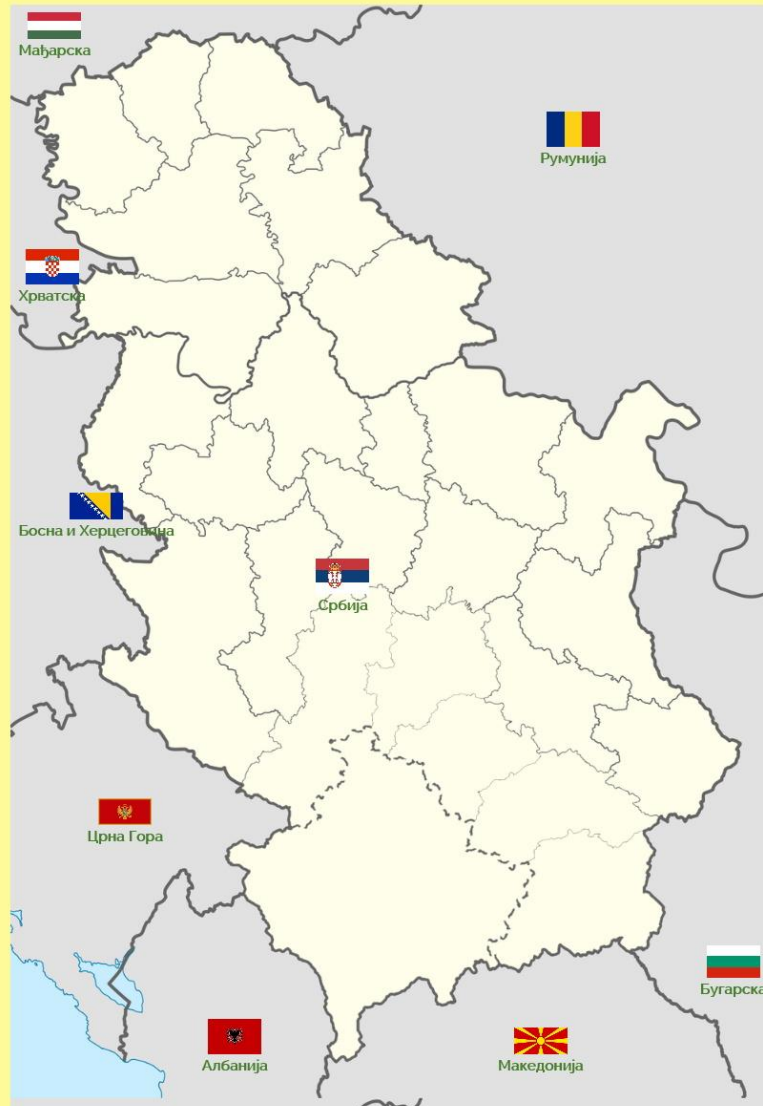 Мађарска
Румунија
Хрватска
Босна и Херцеговина
Србија
Црна Гора
Бугарска
Албанија
Македонија